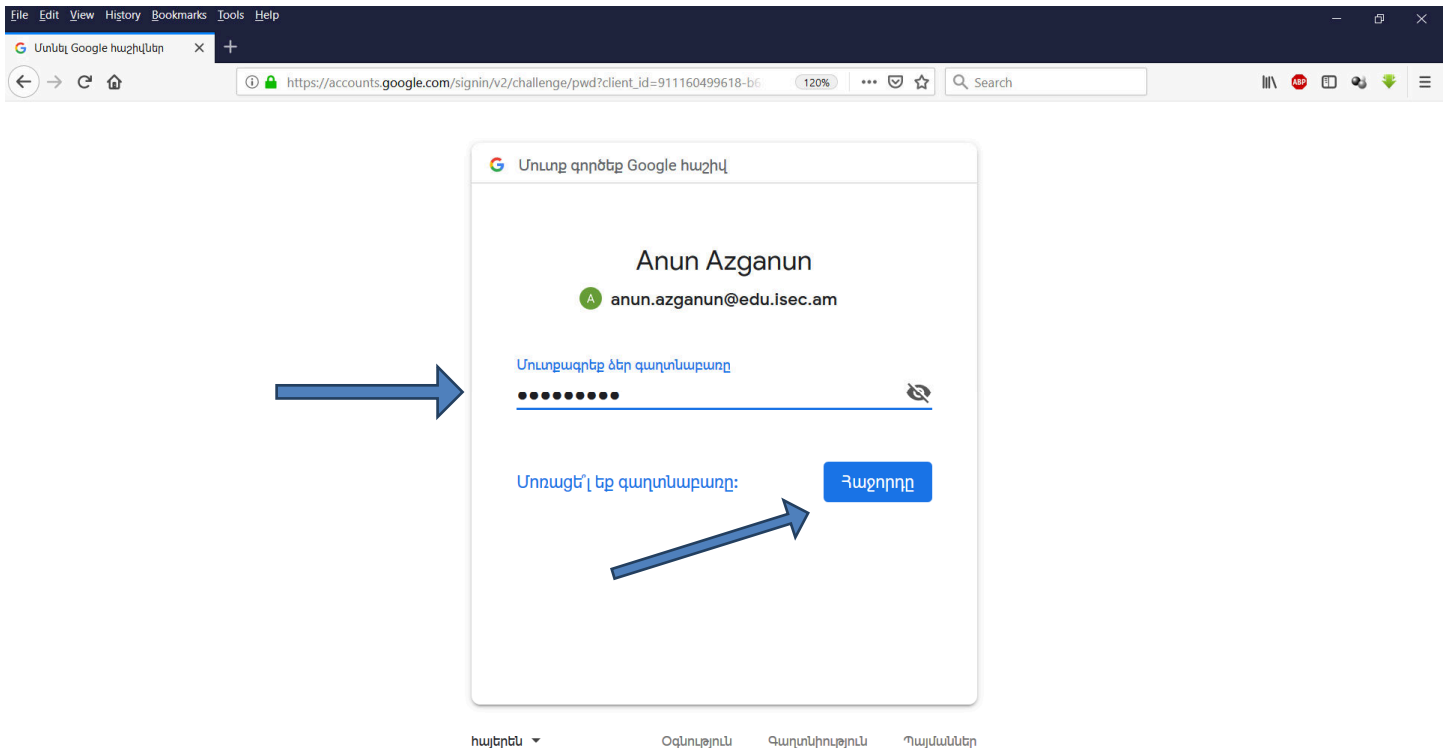 File Edit View History Bookmarks Tools Help
Մտնել Google հաշիվներ
https://accounts.google.com/signin/v2/challenge/pwd?client_id=911160499618-b6 120% Search
ABP
Մուտք գործեք Google հաշիվ
Anun Azganun
A anun.azganun@edu.isec.am
Մուտքագրեք ձեր գաղտնաբառը
Մոռացե՞լ եք գաղտնաբառը: Հաջորդը
հայերեն Օգնություն Գաղտնիություն Պայմաններ